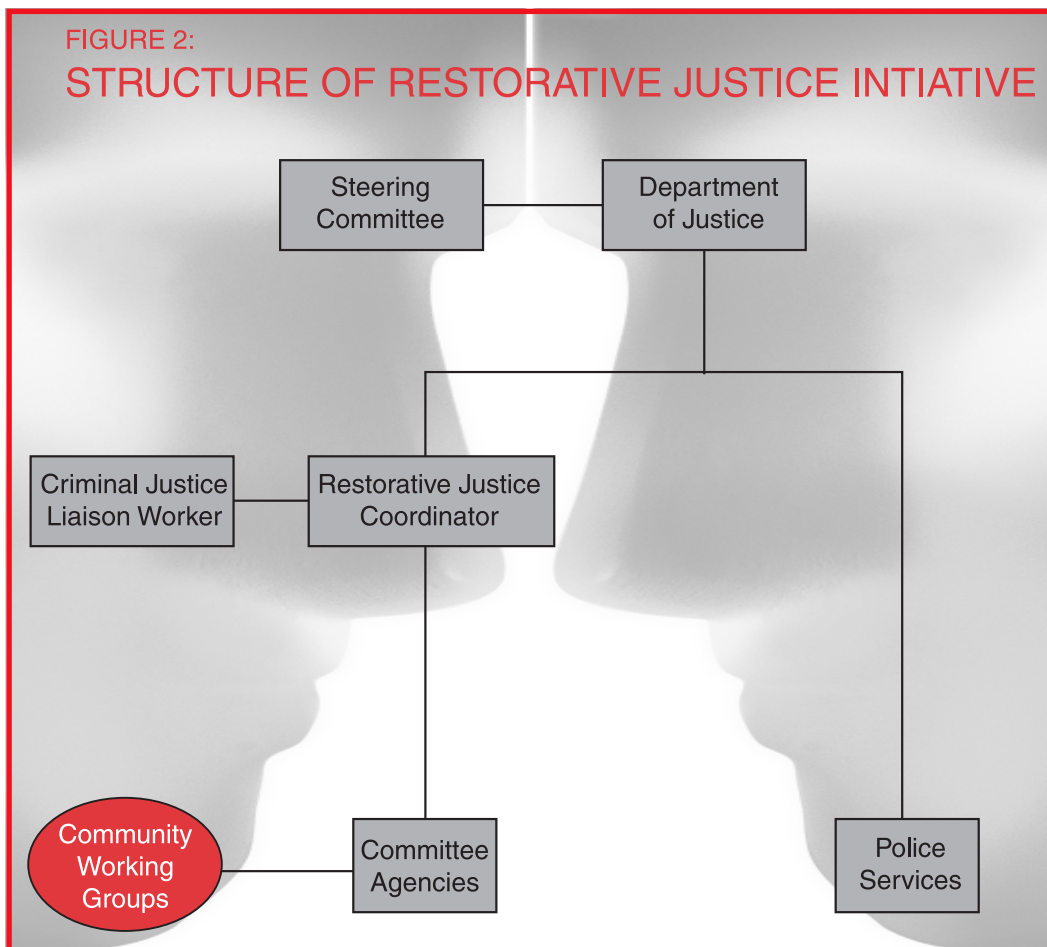 FIGURE 2:
STRUCTURE OF RESTORATIVE JUSTICE INTIATIVE
Steering
Committee
Department
of Justice
Criminal Justice
Liaison Worker
Restorative Justice
Coordinator
Community
Working
Groups
Committee
Agencies
Police
Services